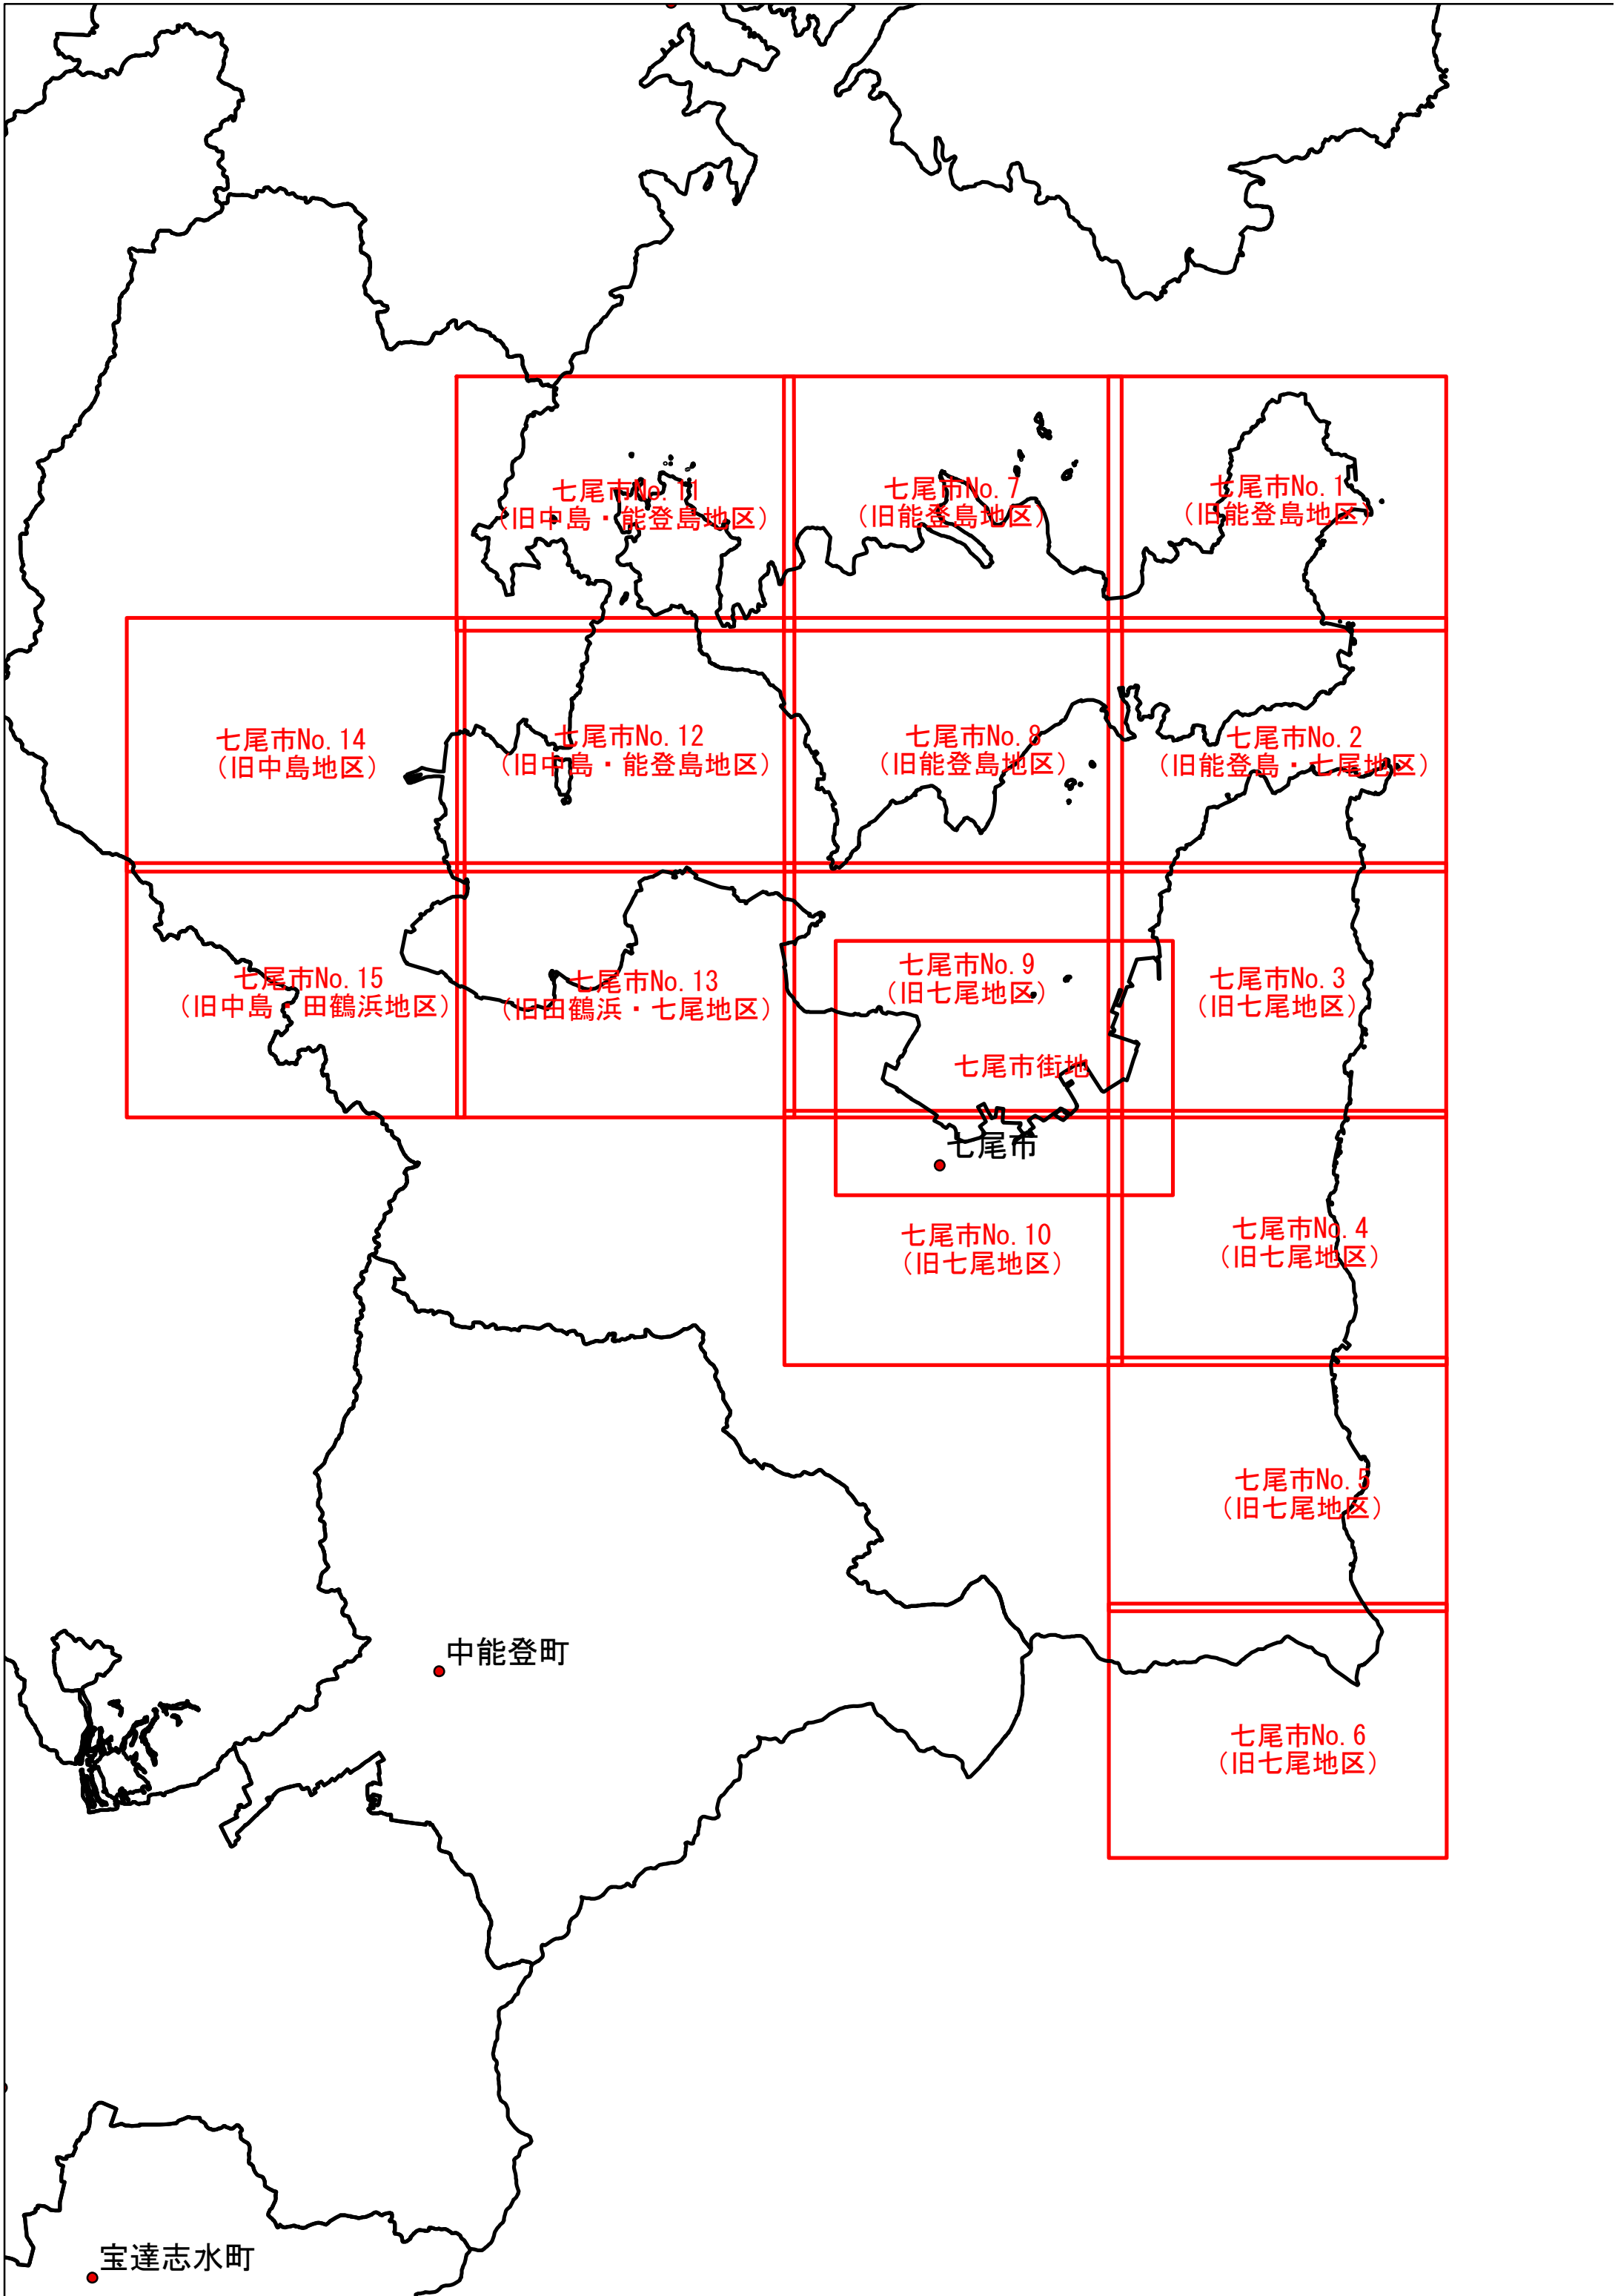 七尾市No.11
（旧中島・能登島地区）
七尾市No.7
（旧能登島地区）
七尾市No.1
（旧能登島地区）
七尾市No.14
（旧中島地区）
七尾市No.12
（旧中島・能登島地区）
七尾市No.8
（旧能登島地区）
七尾市No.2
（旧能登島・七尾地区）
七尾市No.15
（旧中島・田鶴浜地区）
七尾市No.13
（旧田鶴浜・七尾地区）
七尾市No.9
（旧七尾地区）
七尾市No.3
（旧七尾地区）
七尾市街地
七尾市
七尾市No.10
（旧七尾地区）
七尾市No.4
（旧七尾地区）
七尾市No.5
（旧七尾地区）
中能登町
七尾市No.6
（旧七尾地区）
宝達志水町